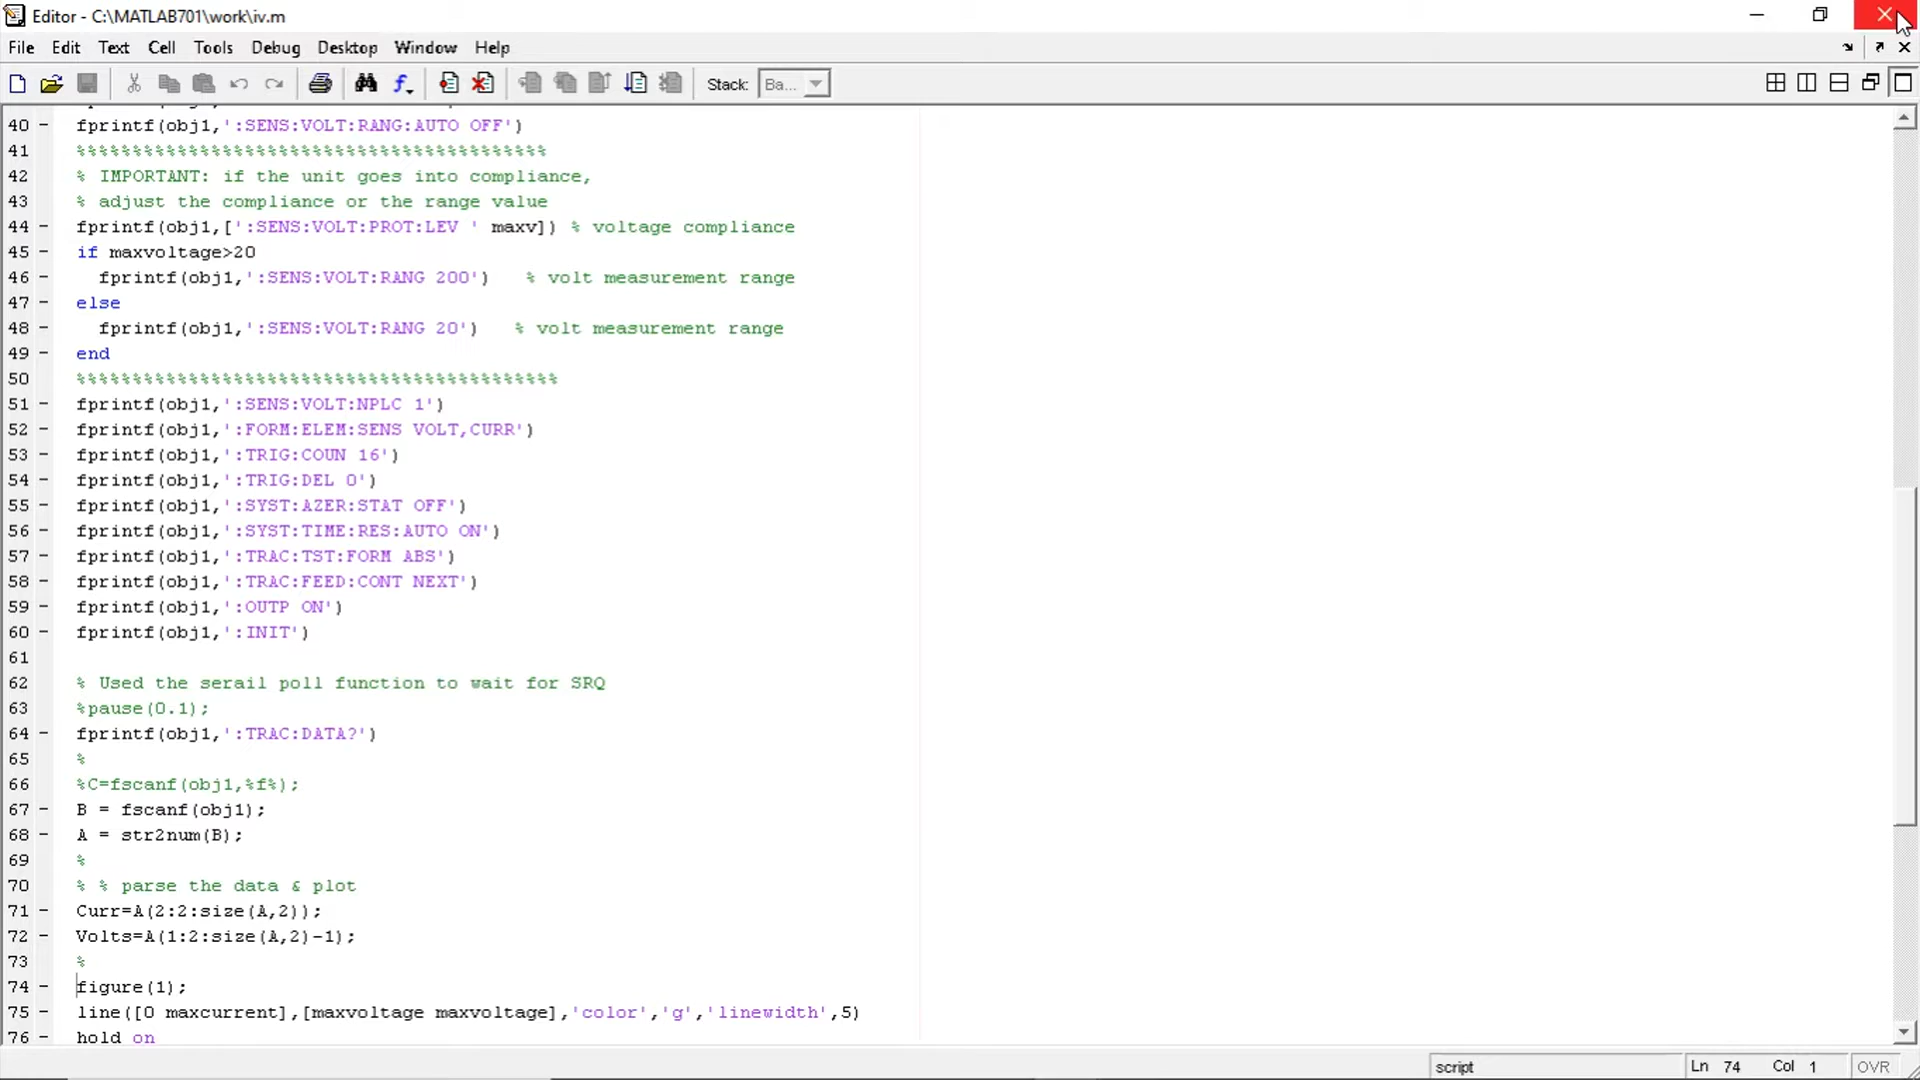 Editor - C:\MATLAB701\work\iv.m
File Edit Text Cell Tools Debug Desktop Window Help
Stack: Ba...
40 - fprintf(obj1,':SENS:VOLT:RANG:AUTO OFF')
41 %%%%%%%%%%%%%%%%%%%%%%%%%%%%%%%%%%%%%%%%%%
42 % IMPORTANT: if the unit goes into compliance,
43 % adjust the compliance or the range value
44 - fprintf(obj1,[':SENS:VOLT:PROT:LEV ' maxv]) % voltage compliance
45 - if maxvoltage>20
46 - fprintf(obj1,':SENS:VOLT:RANG 200') % volt measurement range
47 - else
48 - fprintf(obj1,':SENS:VOLT:RANG 20') % volt measurement range
49 - end
50 %%%%%%%%%%%%%%%%%%%%%%%%%%%%%%%%%%%%%%%%%%%
51 - fprintf(obj1,':SENS:VOLT:NPLC 1')
52 - fprintf(obj1,':FORM:ELEM:SENS VOLT,CURR')
53 - fprintf(obj1,':TRIG:COUN 16')
54 - fprintf(obj1,':TRIG:DEL 0')
55 - fprintf(obj1,':SYST:AZER:STAT OFF')
56 - fprintf(obj1,':SYST:TIME:RES:AUTO ON')
57 - fprintf(obj1,':TRAC:TST:FORM ABS')
58 - fprintf(obj1,':TRAC:FEED:CONT NEXT')
59 - fprintf(obj1,':OUTP ON')
60 - fprintf(obj1,':INIT')
61
62 % Used the serail poll function to wait for SRQ
63 %pause(0.1);
64 - fprintf(obj1,':TRAC:DATA?')
65 %
66 %C=fscanf(obj1,%f%);
67 - B = fscanf(obj1);
68 - A = str2num(B);
69 %
70 % % parse the data & plot
71 - Curr=A(2:2:size(A,2));
72 - Volts=A(1:2:size(A,2)-1);
73 %
74 - figure(1);
75 - line([0 maxcurrent],[maxvoltage maxvoltage],'color','g','linewidth',5)
76 - hold on
script Ln 74 Col 1 OVR